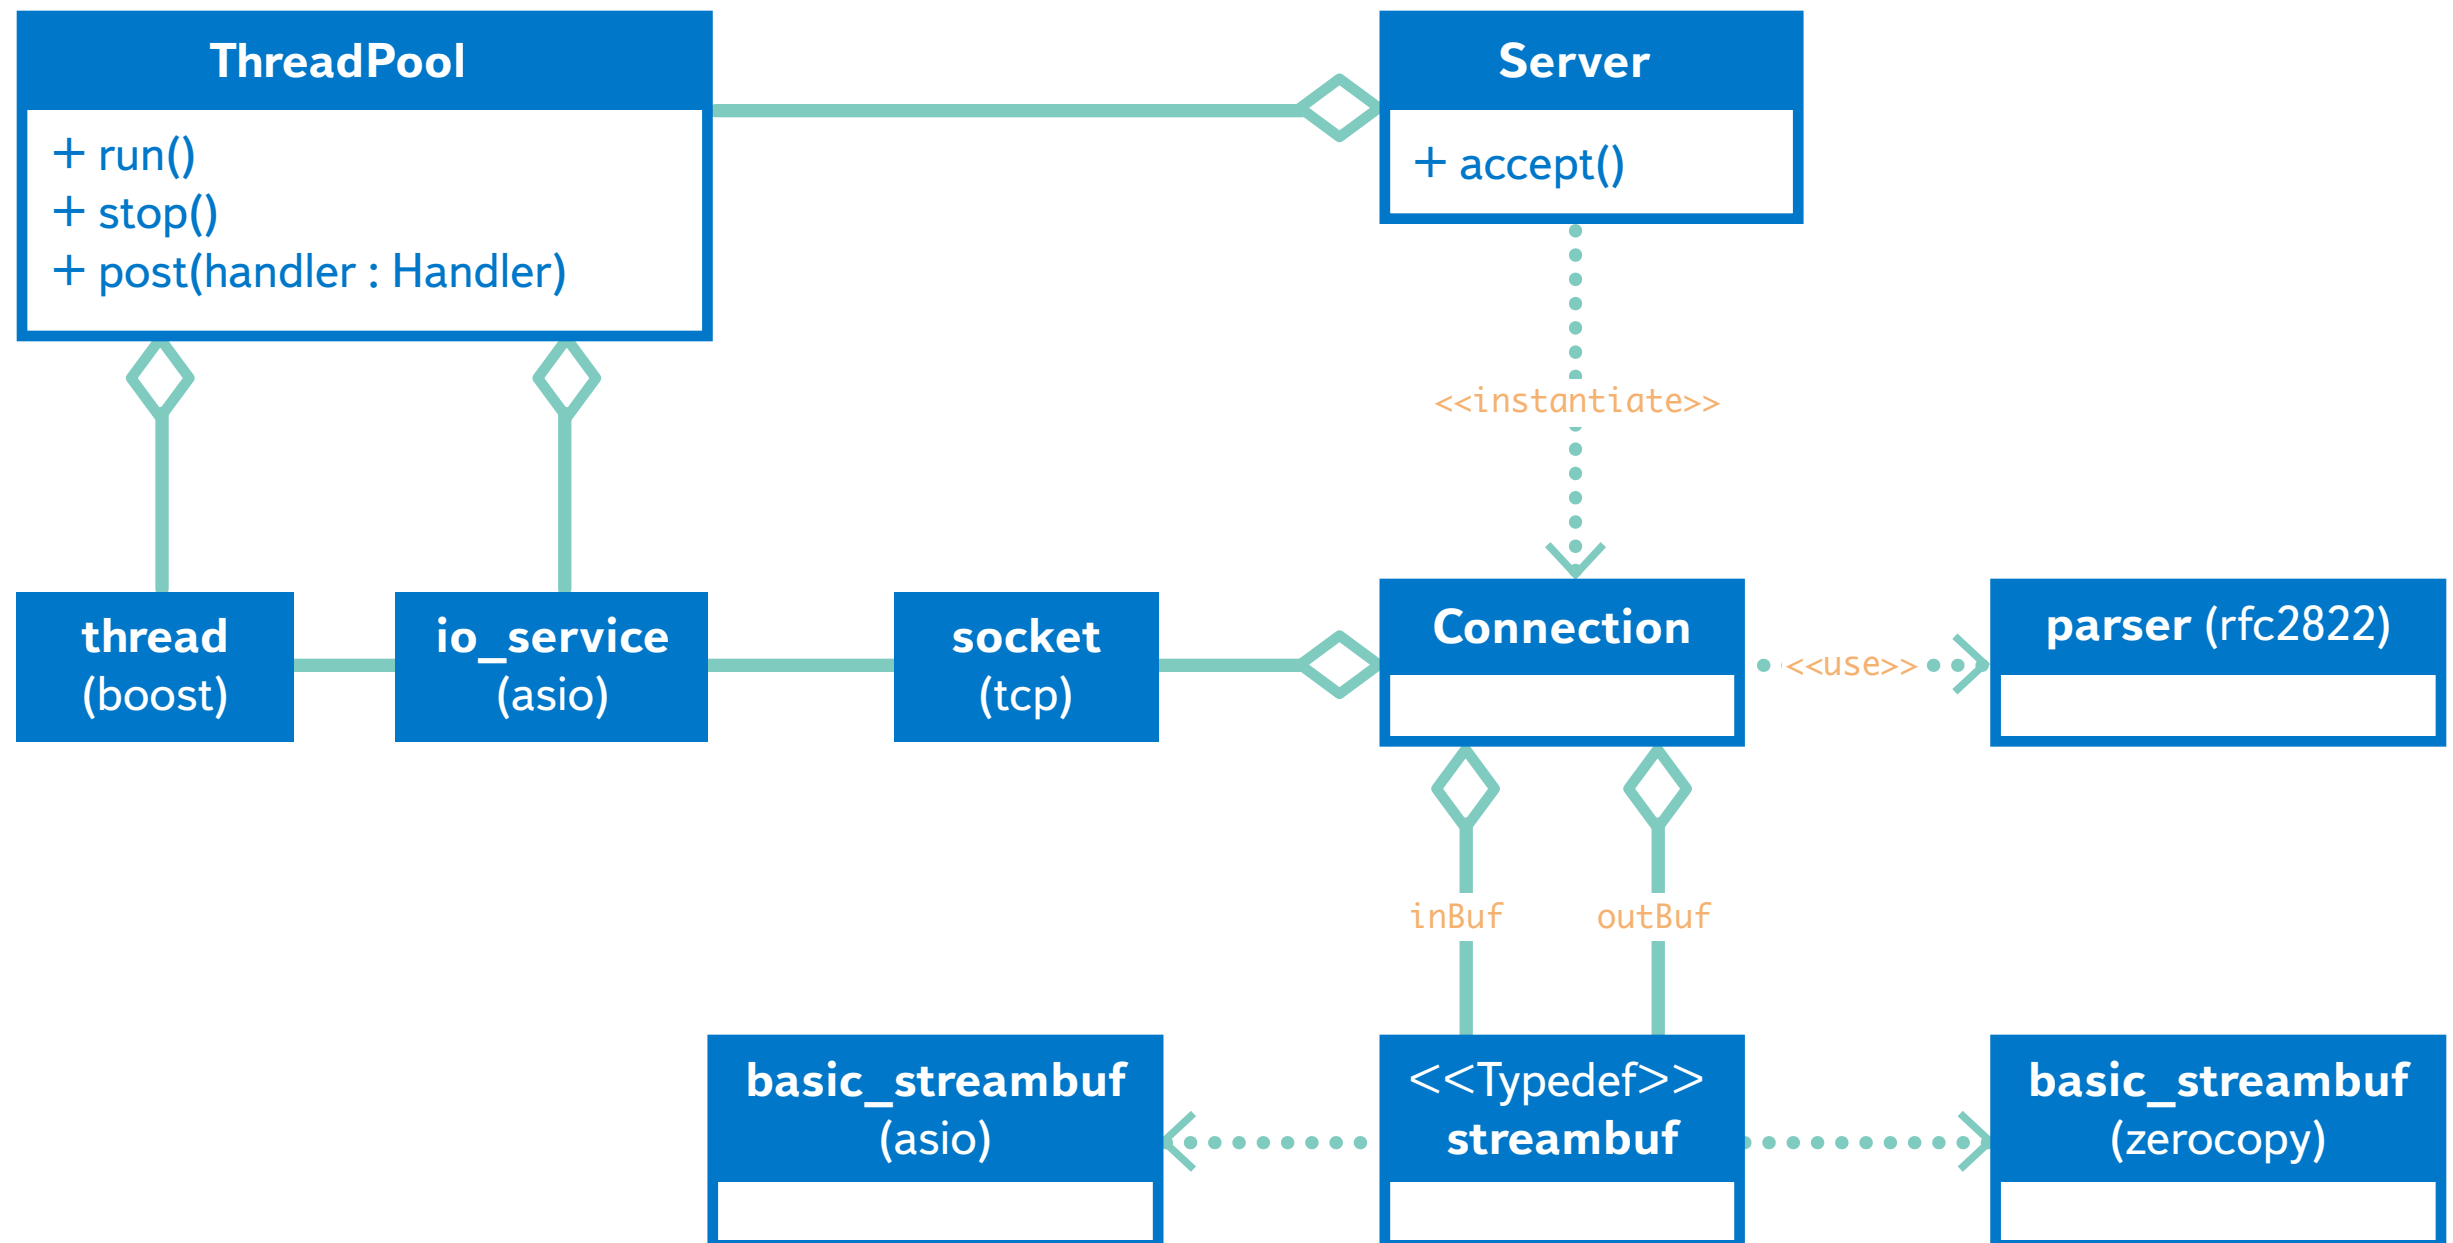 ThreadPool
+ run()
+ stop()
+ post(handler : Handler)
Server
+ accept()
<<instantiate>>
thread
(boost)
io_service
(asio)
socket
(tcp)
Connection
<<use>>
parser (rfc2822)
inBuf
outBuf
basic_streambuf
(asio)
<<Typedef>>
streambuf
basic_streambuf
(zerocopy)